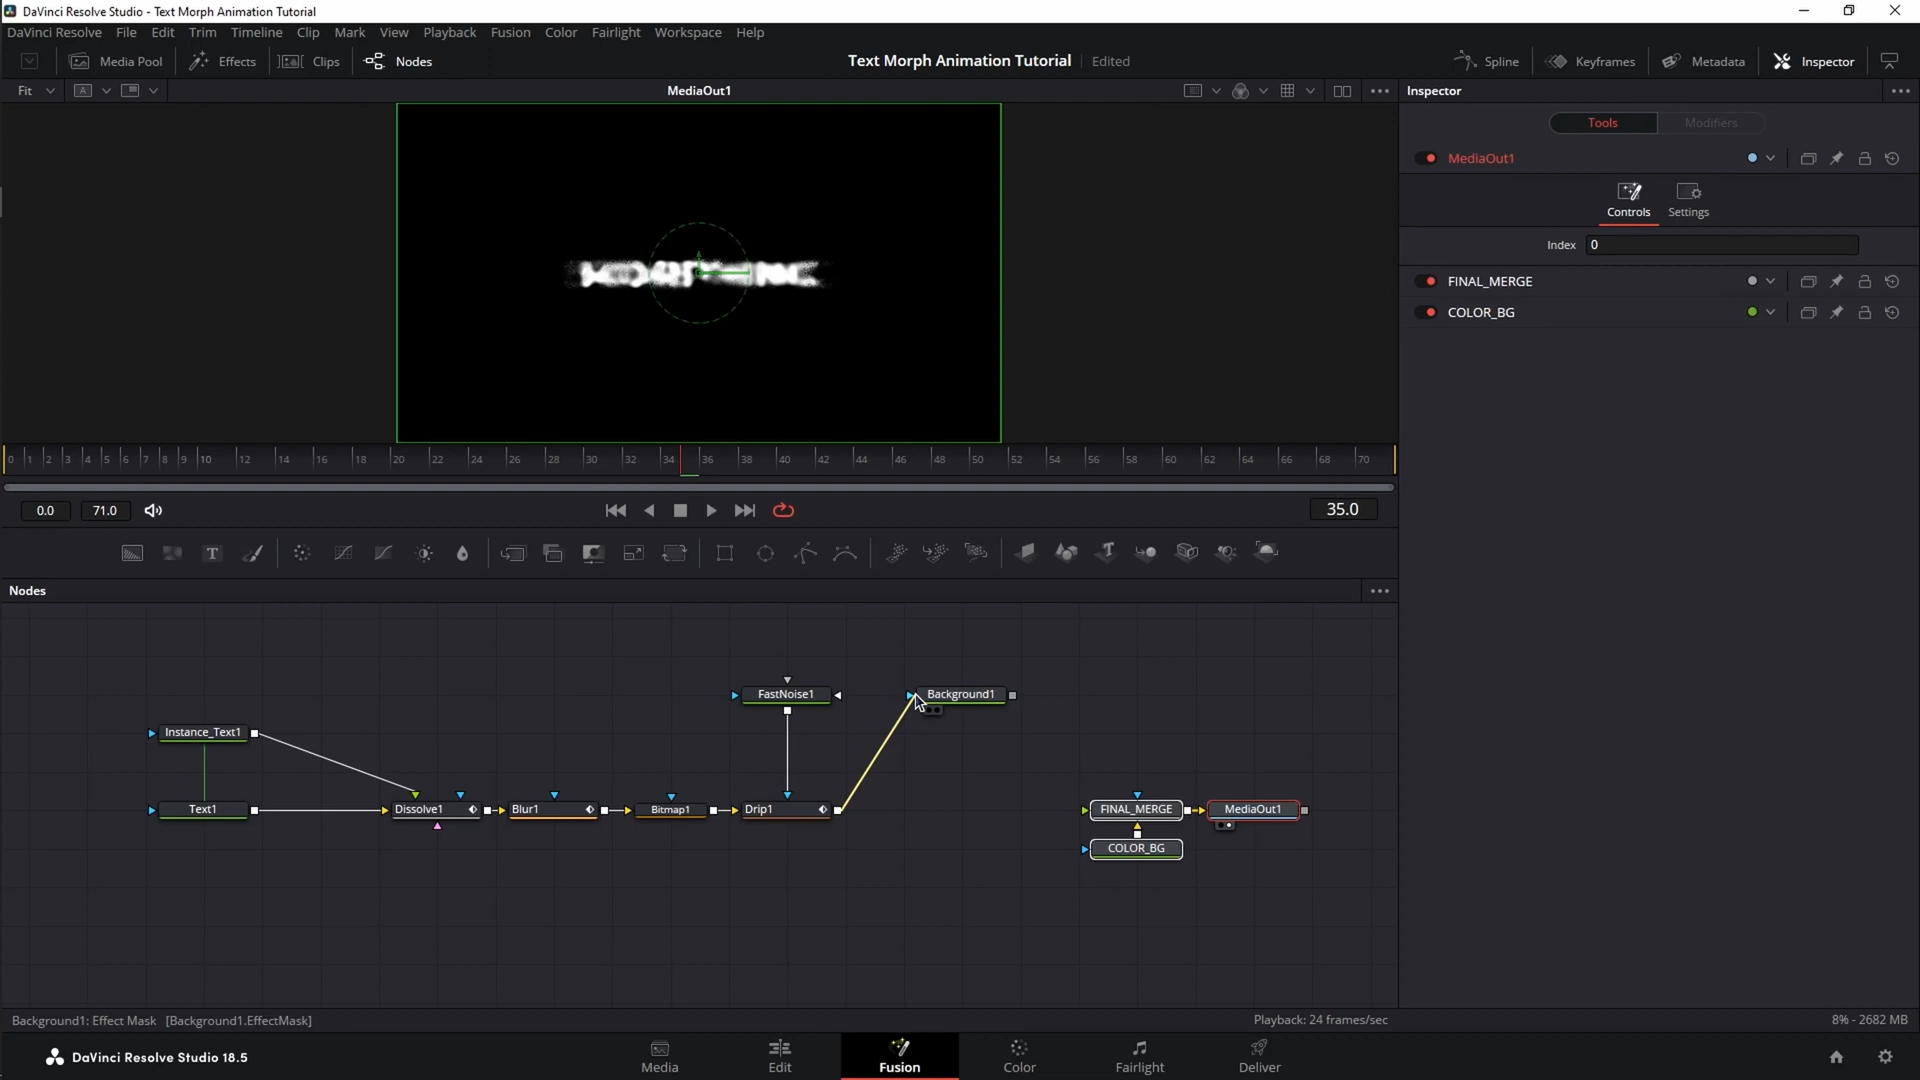 DaVinci Resolve Studio - Text Morph Animation Tutorial
DaVinci Resolve File Edit Trim Timeline Clip Mark View Playback Fusion Color Fairlight Workspace Help
Media Pool Effects Clips Nodes Text Morph Animation Tutorial Edited Spline Keyframes Metadata Inspector
Fit A MediaOut1 Inspector
Tools Modifiers
MediaOut1
Controls Settings
Index 0
FINAL_MERGE
COLOR_BG
0 1 2 3 4 5 6 7 8 9 10 12 14 16 18 20 22 24 26 28 30 32 34 36 38 40 42 44 46 48 50 52 54 56 58 60 62 64 66 68 70
0.0 71.0 35.0
T T
Nodes
FastNoise1 Background1
Instance_Text1
Text1 Dissolve1 Blur1 Bitmap1 Drip1 FINAL_MERGE MediaOut1
COLOR_BG
Background1: Effect Mask [Background1.EffectMask] Playback: 24 frames/sec 8% - 2682 MB
DaVinci Resolve Studio 18.5 Media Edit Fusion Color Fairlight Deliver